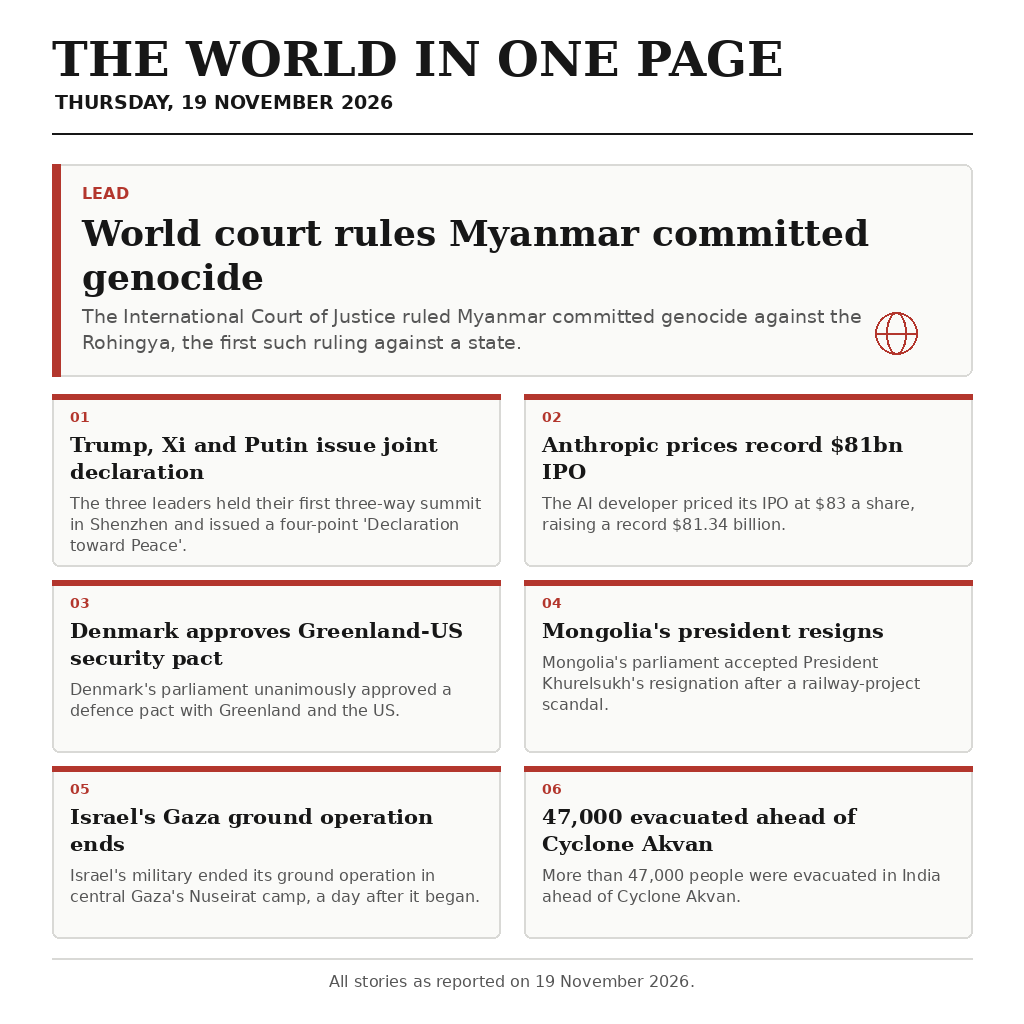 THE WORLD IN ONE PAGE
THURSDAY, 19 NOVEMBER 2026
LEAD
World court rules Myanmar committed
genocide
The International Court of Justice ruled Myanmar committed genocide against the
Rohingya, the first such ruling against a state.
01
Trump, Xi and Putin issue joint
declaration
The three leaders held their first three-way summit
in Shenzhen and issued a four-point 'Declaration
toward Peace'.
02
Anthropic prices record $81bn
IPO
The AI developer priced its IPO at $83 a share,
raising a record $81.34 billion.
03
Denmark approves Greenland-US
security pact
Denmark's parliament unanimously approved a
defence pact with Greenland and the US.
04
Mongolia's president resigns
Mongolia's parliament accepted President
Khurelsukh's resignation after a railway-project
scandal.
05
Israel's Gaza ground operation
ends
Israel's military ended its ground operation in
central Gaza's Nuseirat camp, a day after it began.
06
47,000 evacuated ahead of
Cyclone Akvan
More than 47,000 people were evacuated in India
ahead of Cyclone Akvan.
All stories as reported on 19 November 2026.